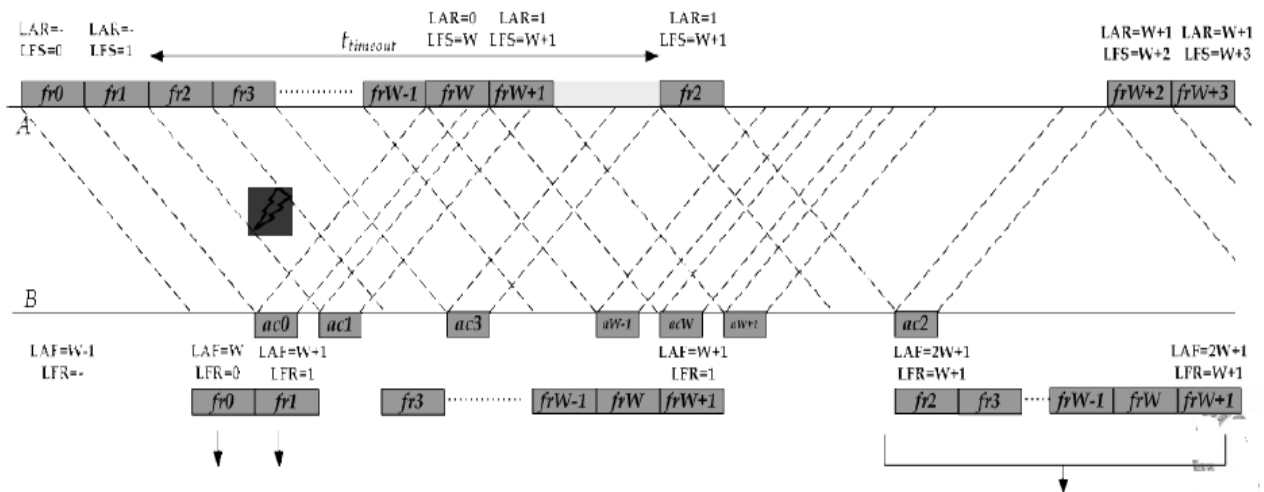 LAR=- LAR=- LAR=0 LAR=1 LAR=1 LAR=W+1 LAR=W+1
LFS=0 LFS=1 LFS=W LFS=W+1 LFS=W+1 LFS=W+2 LFS=W+3
t_timeout
fr0 fr1 fr2 fr3 frW-1 frW frW+1 fr2 frW+2 frW+3
A
B
ac0 ac1 ac3 aW-1 acW aW+1 ac2
LAF=W-1 LAF=W LAF=W+1 LAF=W+1 LAF=2W+1 LAF=2W+1
LFR=- LFR=0 LFR=1 LFR=1 LFR=W+1 LFR=W+1
fr0 fr1 fr3 frW-1 frW frW+1 fr2 fr3 frW-1 frW frW+1